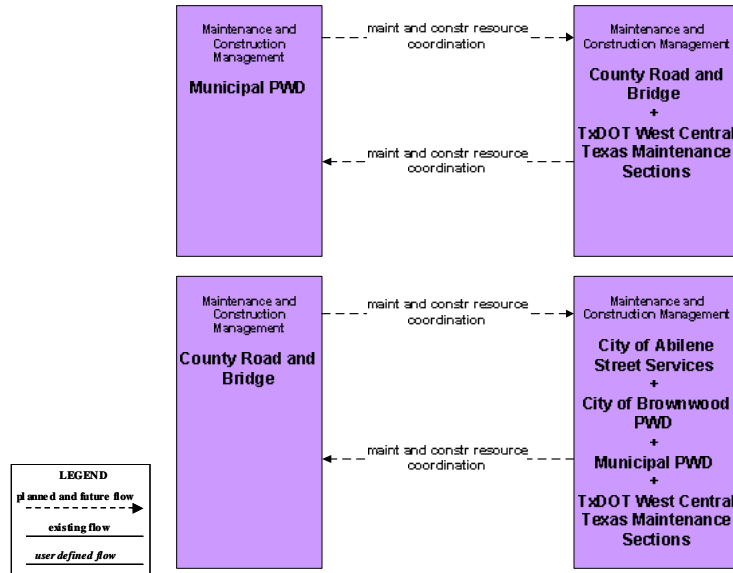 Maintenance and
Construction
Management
Municipal PWD
maint and constr resource
coordination
maint and constr resource
coordination
Maintenance and
Construction Management
County Road and
Bridge
+
TxDOT West Central
Texas Maintenance
Sections
Maintenance and
Construction
Management
County Road and
Bridge
maint and constr resource
coordination
maint and constr resource
coordination
Maintenance and
Construction Management
City of Abilene
Street Services
+
City of Brownwood
PWD
+
Municipal PWD
+
TxDOT West Central
Texas Maintenance
Sections
LEGEND
planned and future flow
existing flow
user defined flow